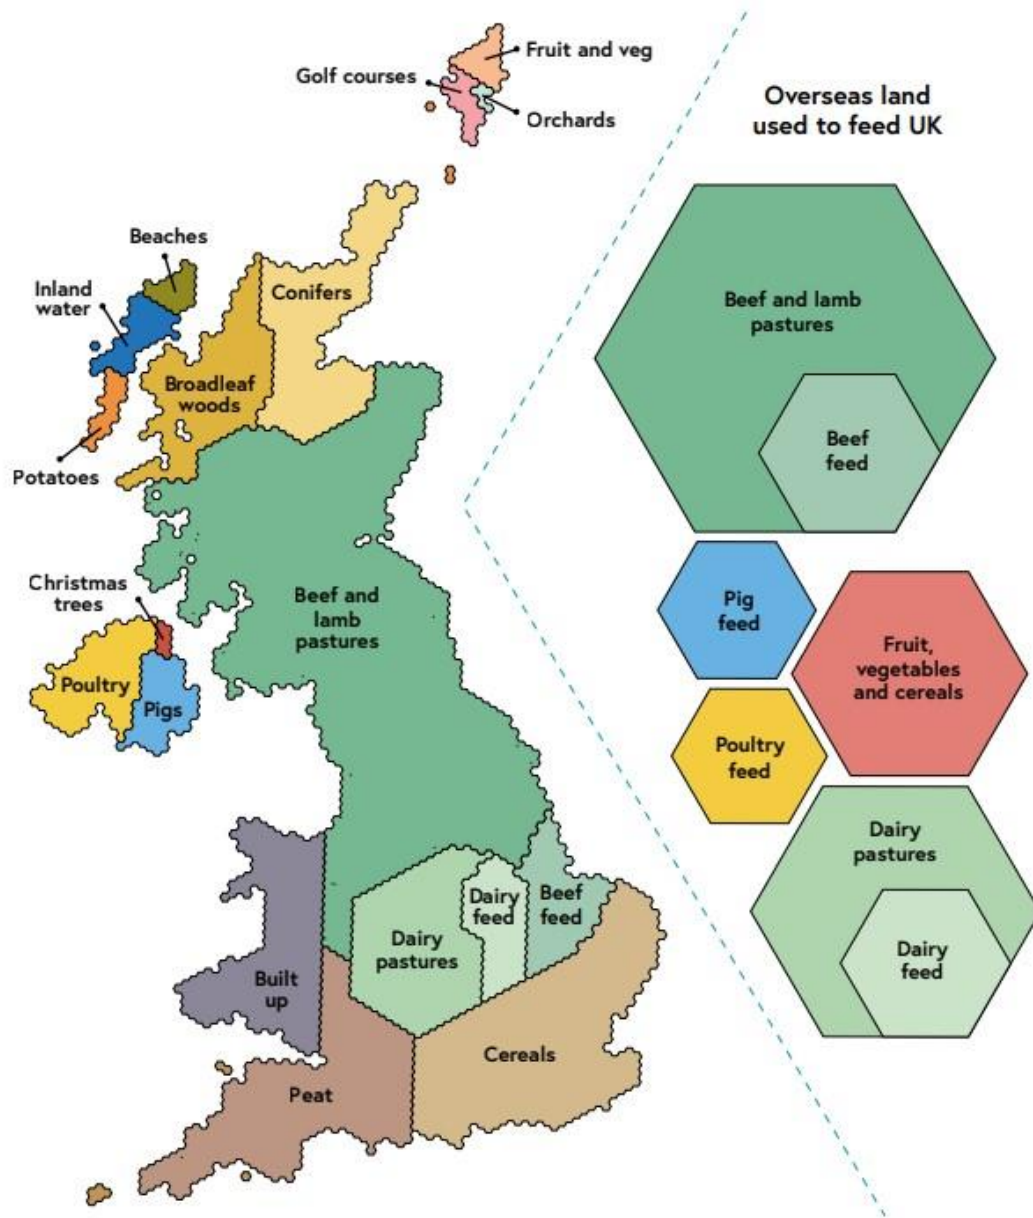 Fruit and veg
Golf courses
Orchards
Overseas land
used to feed UK
Beaches
Inland
water
Conifers
Broadleaf
woods
Potatoes
Beef and lamb
pastures
Beef
feed
Christmas
trees
Beef and
lamb
pastures
Pig
feed
Fruit,
vegetables
and cereals
Poultry
Pigs
Poultry
feed
Dairy
pastures
Dairy
feed
Beef
feed
Dairy
pastures
Dairy
feed
Built
up
Cereals
Peat